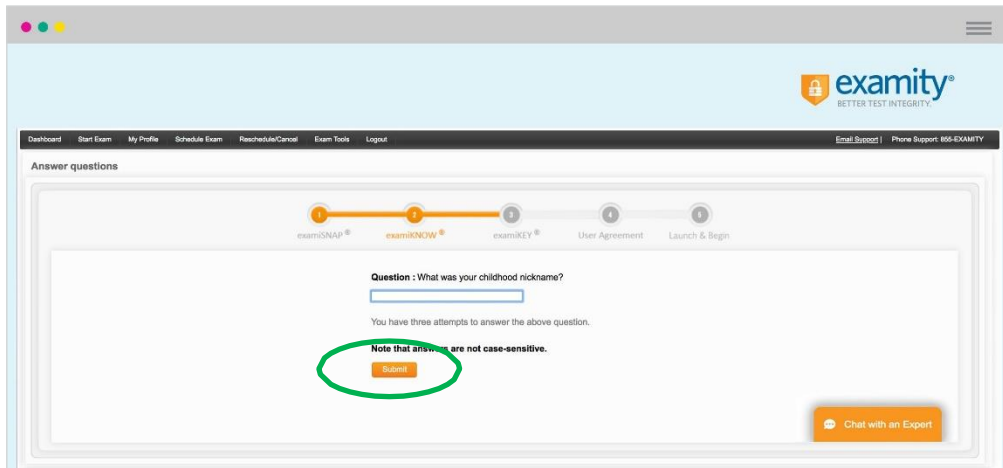 examity®
BETTER TEST INTEGRITY.
Dashboard Start Exam My Profile Schedule Exam Reschedule/Cancel Exam Tools Logout Email Support | Phone Support: 855-EXAMITY
Answer questions
1 2 3 4 5
examiSNAP® examiKNOW® examiKEY® User Agreement Launch & Begin
Question : What was your childhood nickname?
You have three attempts to answer the above question.
Note that answers are not case-sensitive.
Submit
Chat with an Expert